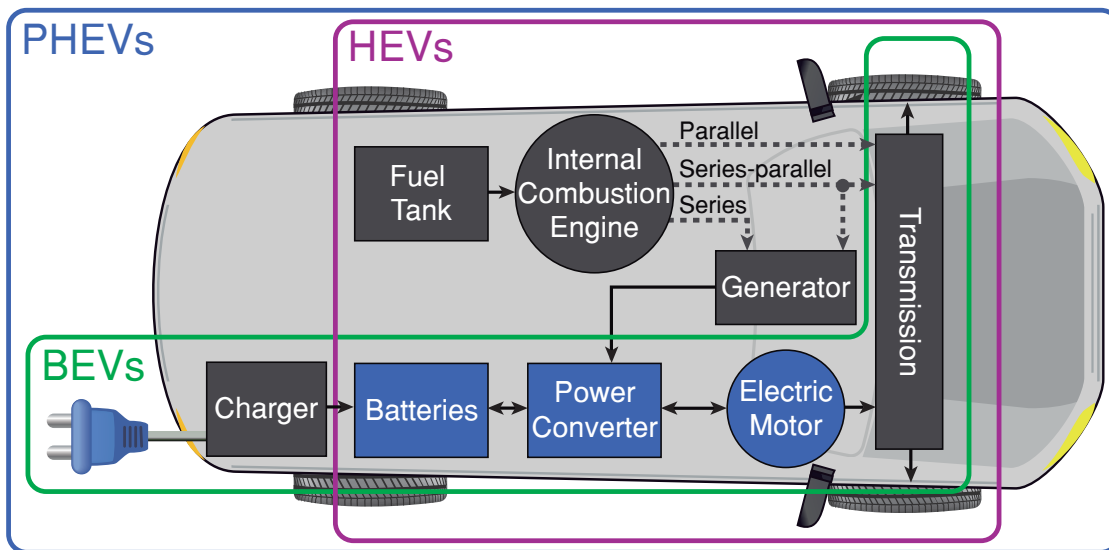 PHEVs
HEVs
Parallel
Series-parallel
Series
Fuel
Tank
Internal
Combustion
Engine
Generator
Transmission
BEVs
Charger
Batteries
Power
Converter
Electric
Motor